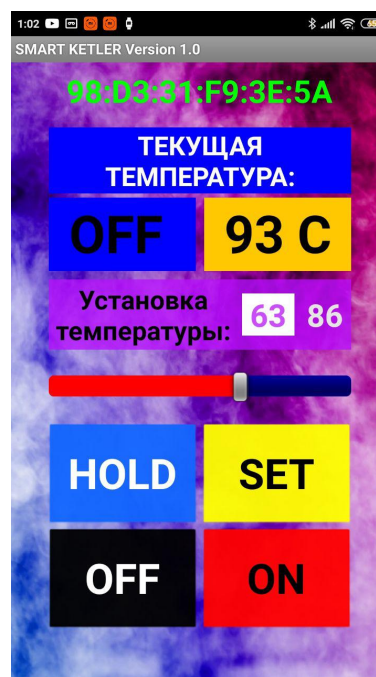 1:02
SMART KETLER Version 1.0
98:D3:31:F9:3E:5A
ТЕКУЩАЯ
ТЕМПЕРАТУРА:
OFF 93 C
Установка
температуры: 63 86
HOLD SET
OFF ON